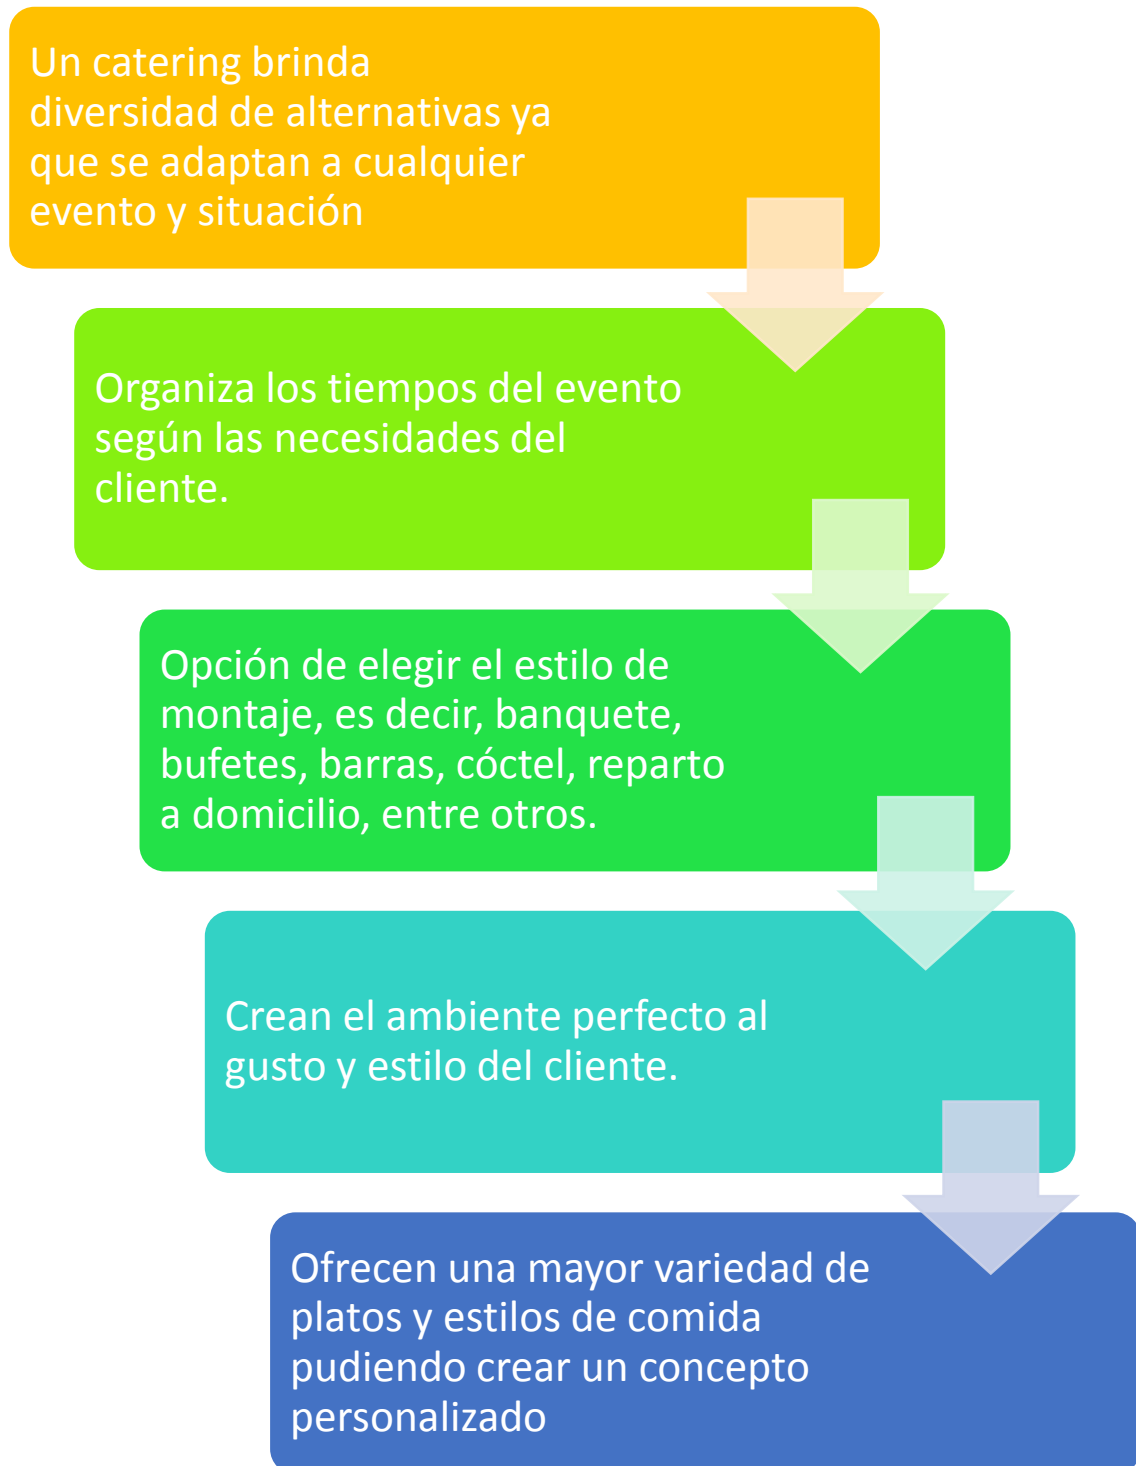 Un catering brinda
diversidad de alternativas ya
que se adaptan a cualquier
evento y situación
Organiza los tiempos del evento
según las necesidades del
cliente.
Opción de elegir el estilo de
montaje, es decir, banquete,
bufetes, barras, cóctel, reparto
a domicilio, entre otros.
Crean el ambiente perfecto al
gusto y estilo del cliente.
Ofrecen una mayor variedad de
platos y estilos de comida
pudiendo crear un concepto
personalizado